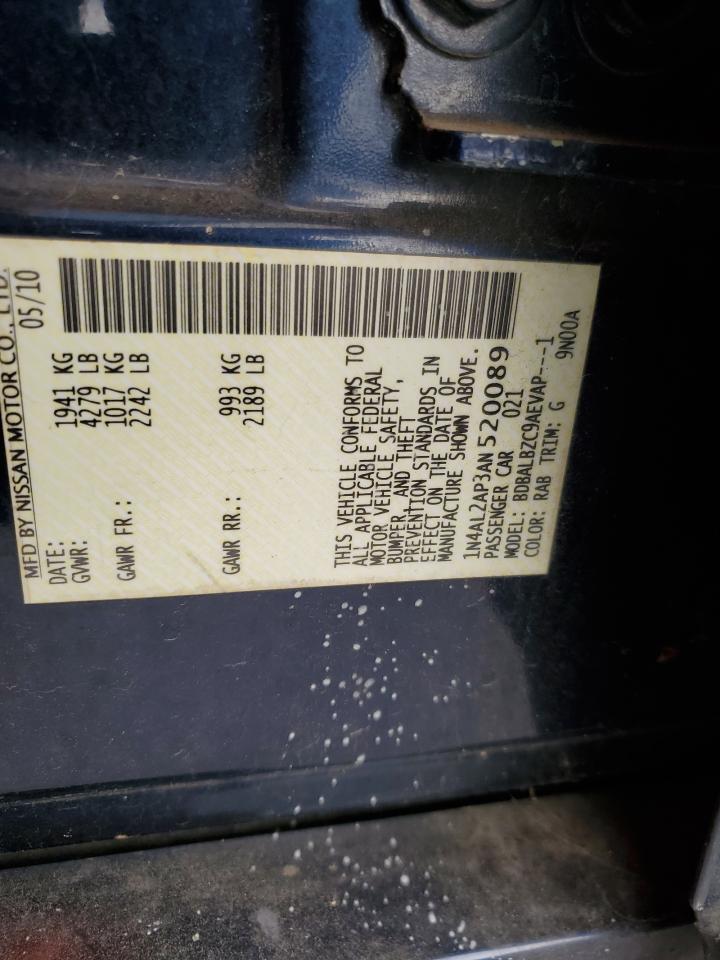 MFD BY NISSAN MOTOR CO., LTD.
DATE: 05/10
GVWR: 1941 KG
4279 LB
GAWR FR.: 1017 KG
2242 LB
GAWR RR.: 993 KG
2189 LB
THIS VEHICLE CONFORMS TO
ALL APPLICABLE FEDERAL
MOTOR VEHICLE SAFETY,
BUMPER, AND THEFT
PREVENTION STANDARDS IN
EFFECT ON THE DATE OF
MANUFACTURE SHOWN ABOVE.
1N4AL2AP3AN520089
PASSENGER CAR 021
MODEL: BDBALBZC9AEVAP---1
COLOR: RAB TRIM: G 9N00A